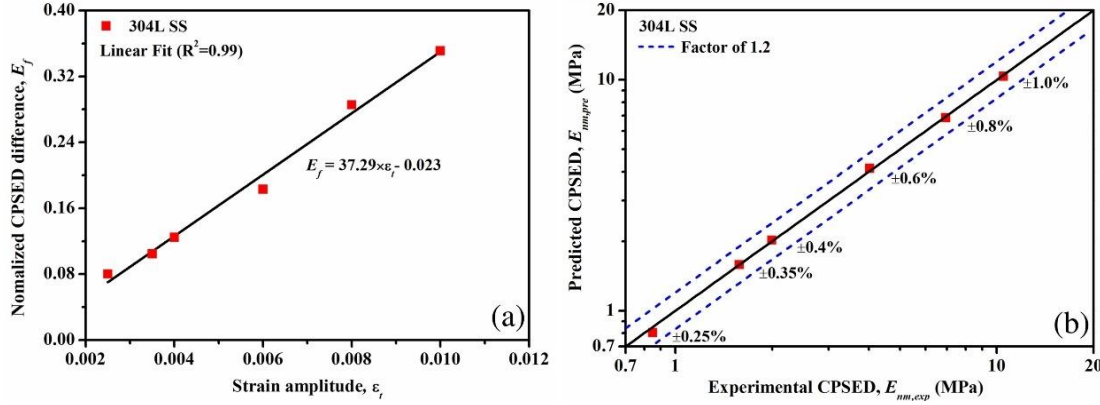 304L SS
Linear Fit (R²=0.99)
E_f = 37.29×ε_t - 0.023
(a)
Nomalized CPSED difference, E_f
0.40
0.32
0.24
0.16
0.08
0.00
0.002 0.004 0.006 0.008 0.010 0.012
Strain amplitude, ε_t
304L SS
Factor of 1.2
±1.0%
±0.8%
±0.6%
±0.4%
±0.35%
±0.25%
(b)
Predicted CPSED, E_nm,pre (MPa)
20
10
1
0.7
0.7 1 10 20
Experimental CPSED, E_nm,exp (MPa)